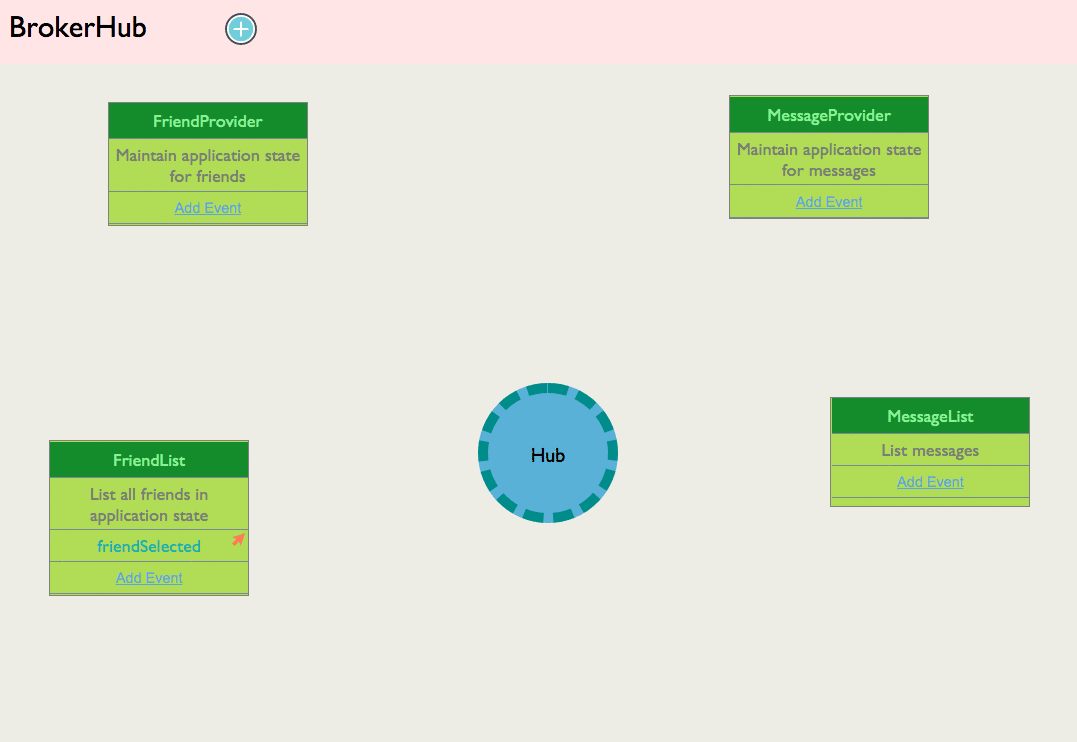 BrokerHub
FriendProvider
Maintain application state
for friends
Add Event
MessageProvider
Maintain application state
for messages
Add Event
Hub
MessageList
List messages
Add Event
FriendList
List all friends in
application state
friendSelected
Add Event